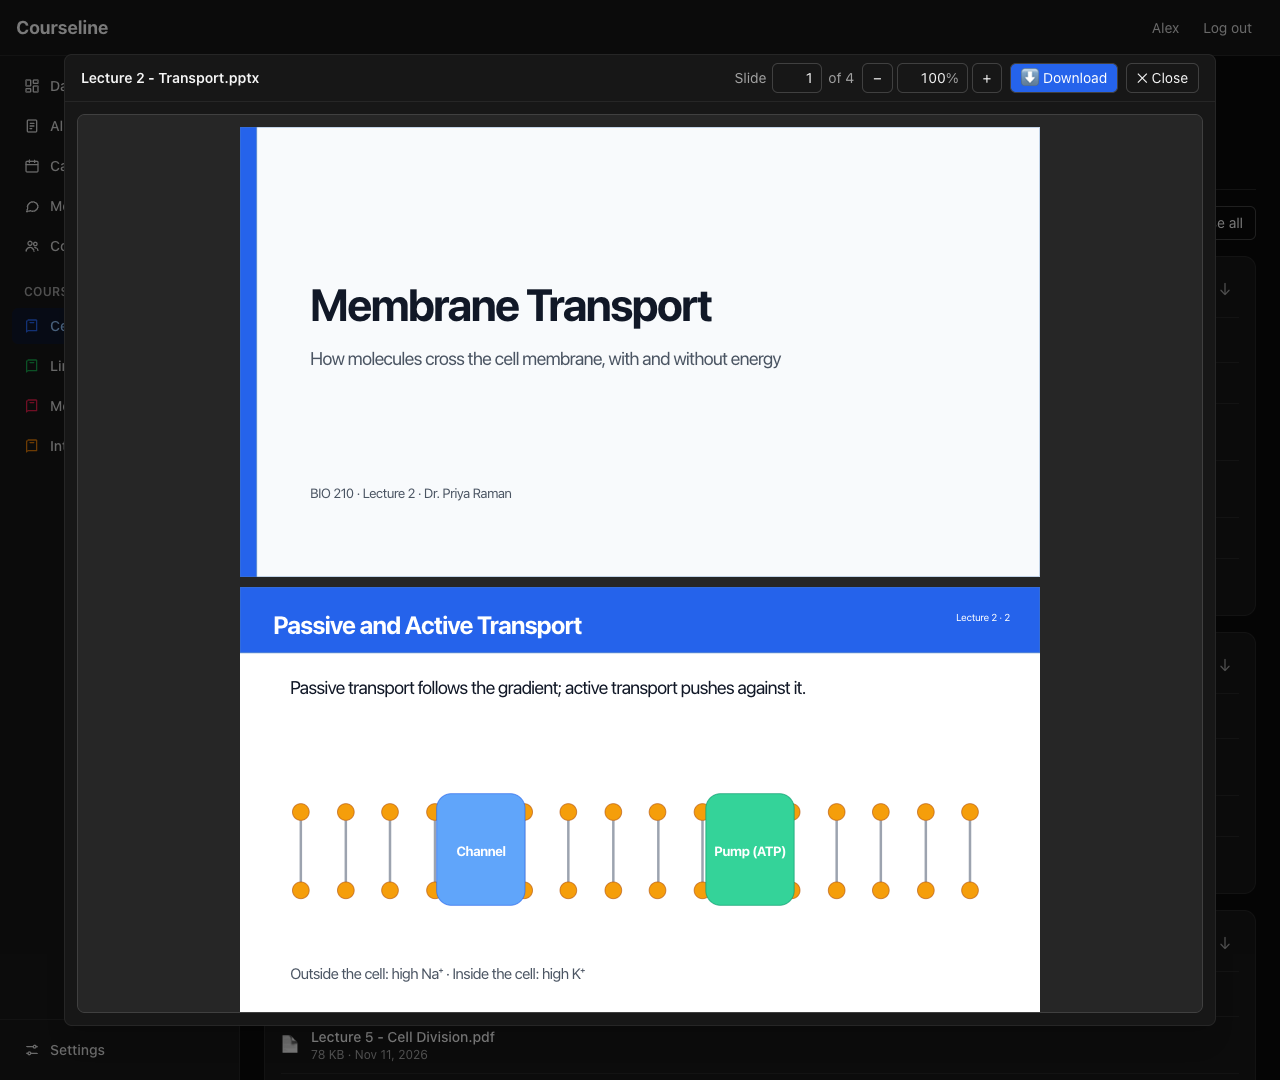 Courseline
Alex
Log out
Lecture 2 - Transport.pptx
Slide 1 of 4
−
100%
+
Download
Close
Membrane Transport
How molecules cross the cell membrane, with and without energy
BIO 210 · Lecture 2 · Dr. Priya Raman
Passive and Active Transport
Lecture 2 · 2
Passive transport follows the gradient; active transport pushes against it.
Channel
Pump (ATP)
Outside the cell: high Na⁺ · Inside the cell: high K⁺
all
Settings
Lecture 5 - Cell Division.pdf
78 KB · Nov 11, 2026